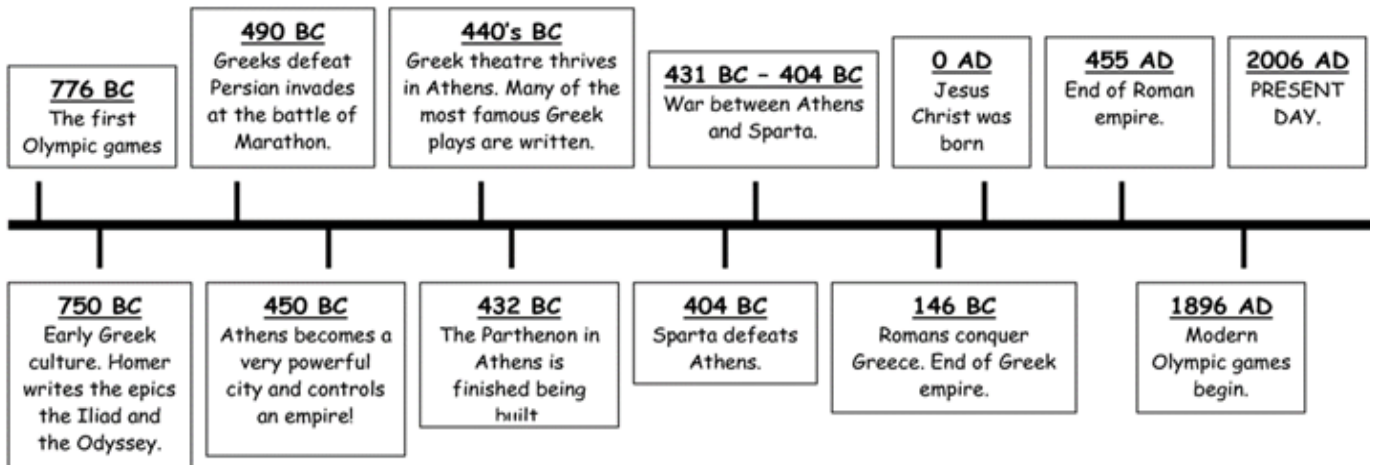 776 BC
The first
Olympic games
490 BC
Greeks defeat
Persian invades
at the battle of
Marathon.
440's BC
Greek theatre thrives
in Athens. Many of the
most famous Greek
plays are written.
431 BC - 404 BC
War between Athens
and Sparta.
0 AD
Jesus
Christ was
born
455 AD
End of Roman
empire.
2006 AD
PRESENT
DAY.
750 BC
Early Greek
culture. Homer
writes the epics
the Iliad and
the Odyssey.
450 BC
Athens becomes a
very powerful
city and controls
an empire!
432 BC
The Parthenon in
Athens is
finished being
built
404 BC
Sparta defeats
Athens.
146 BC
Romans conquer
Greece. End of Greek
empire.
1896 AD
Modern
Olympic games
begin.